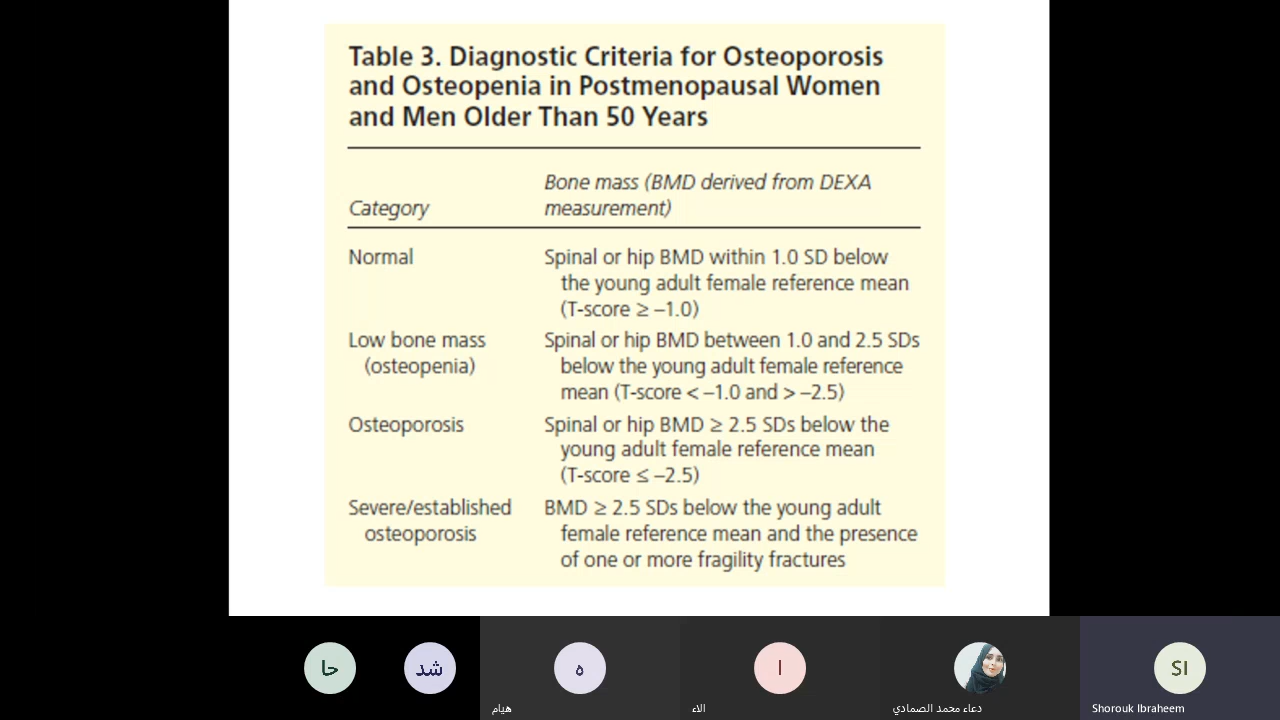 Table 3. Diagnostic Criteria for Osteoporosis
and Osteopenia in Postmenopausal Women
and Men Older Than 50 Years
Category
Bone mass (BMD derived from DEXA
measurement)
Normal
Spinal or hip BMD within 1.0 SD below
the young adult female reference mean
(T-score ≥ –1.0)
Low bone mass
(osteopenia)
Spinal or hip BMD between 1.0 and 2.5 SDs
below the young adult female reference
mean (T-score < –1.0 and > –2.5)
Osteoporosis
Spinal or hip BMD ≥ 2.5 SDs below the
young adult female reference mean
(T-score ≤ –2.5)
Severe/established
osteoporosis
BMD ≥ 2.5 SDs below the young adult
female reference mean and the presence
of one or more fragility fractures
حا
شد
ه
ا
SI
هيام
الاء
دعاء محمد الصمادي
Shorouk Ibraheem